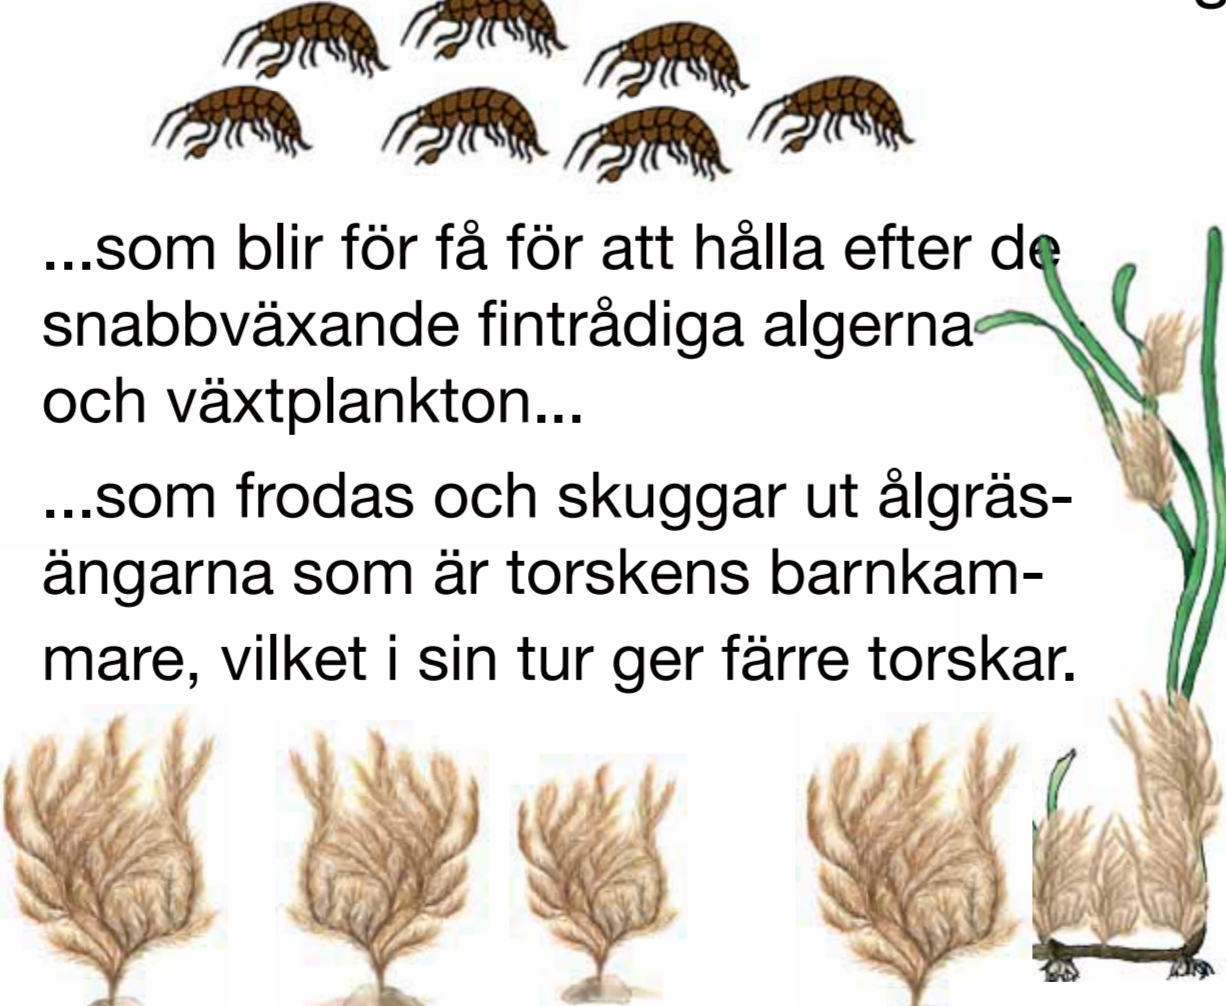 ...som blir för få för att hålla efter de
snabbväxande fintrådiga algerna
och växtplankton...
...som frodas och skuggar ut ålgräs-
ängarna som är torskens barnkam-
mare, vilket i sin tur ger färre torskar.